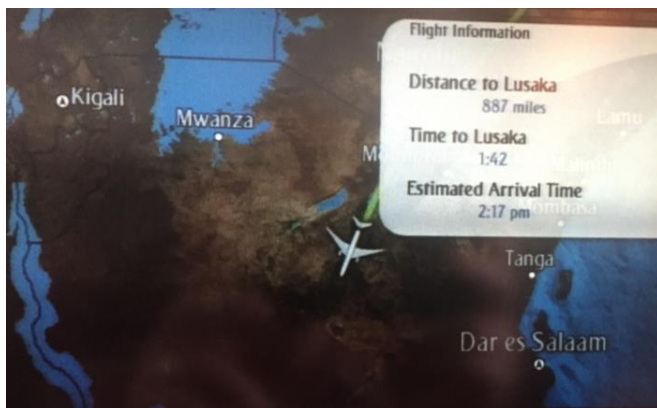 Flight Information
Distance to Lusaka
887 miles
Time to Lusaka
1:42
Estimated Arrival Time
2:17 pm
Kigali
Mwanza
Lamu
Mombasa
Tanga
Dar es Salaam